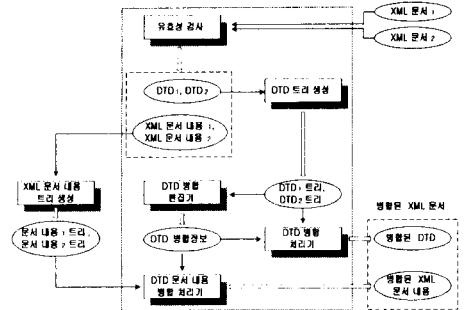 XML 문서 1
유효성 검사
XML 문서 2
DTD 1, DTD 2
DTD 트리 생성
XML 문서 내용 1,
XML 문서 내용 2
XML 문서 내용
트리 생성
DTD 병합
편집기
DTD 1 트리,
DTD 2 트리
병합된 XML 문서
문서 내용 1 트리,
문서 내용 2 트리
DTD 병합정보
DTD 병합
처리기
병합된 DTD
DTD 문서 내용
병합 처리기
병합된 XML
문서 내용